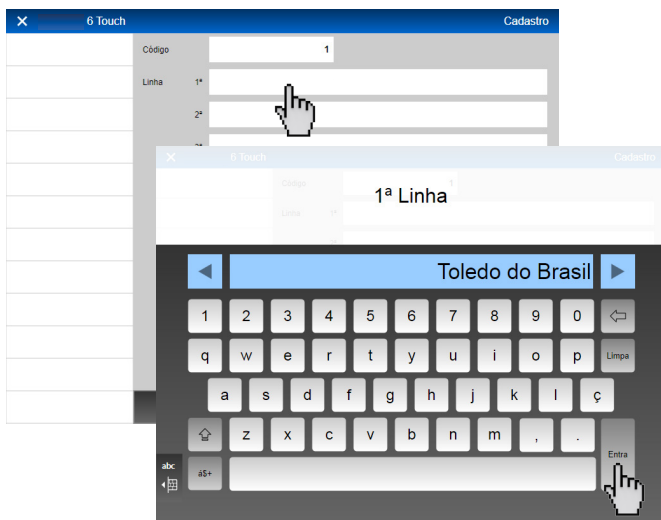 6 Touch
Cadastro
Código
1
Linha
1ª
2ª
6 Touch
Cadastro
Código
1
Linha
1ª
1ª Linha
Toledo do Brasil
1 2 3 4 5 6 7 8 9 0
q w e r t y u i o p Limpa
a s d f g h j k l ç
z x c v b n m , .
Entra
abc
á$+